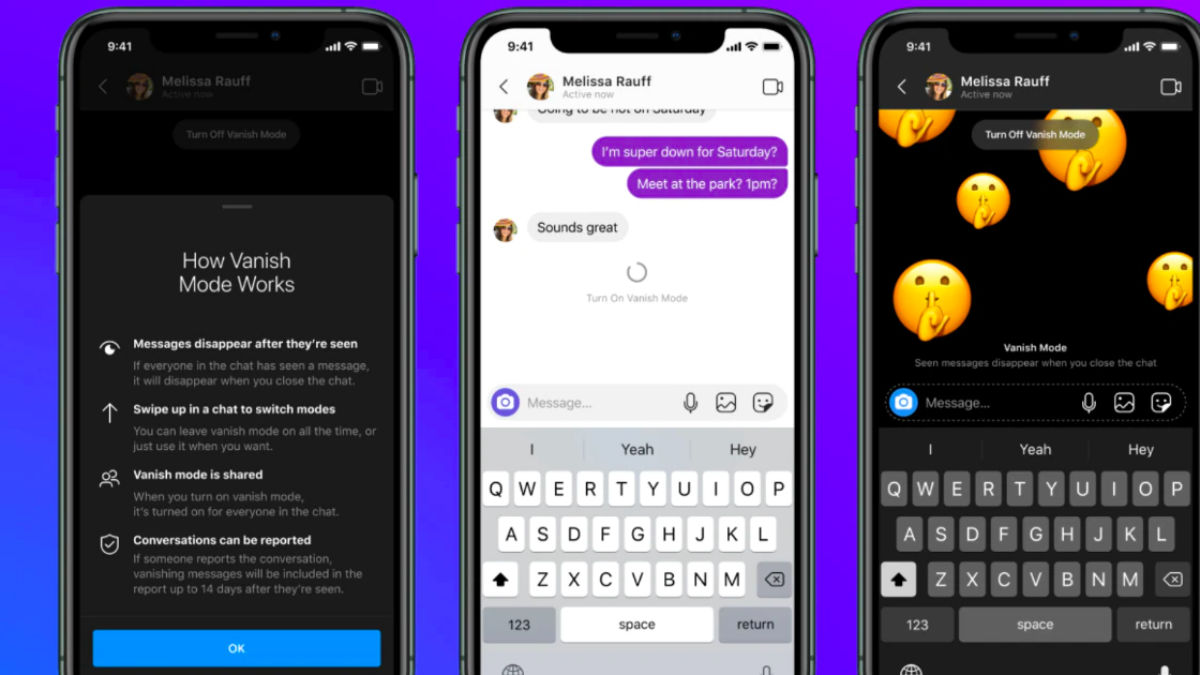 9:41
Melissa Rauff
Active now
Turn Off Vanish Mode
How Vanish
Mode Works
Messages disappear after they're seen
If everyone in the chat has seen a message,
it will disappear when you close the chat.
Swipe up in a chat to switch modes
You can leave vanish mode on all the time, or
just use it when you want.
Vanish mode is shared
When you turn on vanish mode,
it's turned on for everyone in the chat.
Conversations can be reported
If someone reports the conversation,
vanishing messages will be included in the
report up to 14 days after they're seen.
OK
9:41
Melissa Rauff
Active now
Going to be hot on Saturday
I'm super down for Saturday?
Meet at the park? 1pm?
Sounds great
Turn On Vanish Mode
Message...
I Yeah Hey
Q W E R T Y U I O P
A S D F G H J K L
Z X C V B N M
123 space return
9:41
Melissa Rauff
Active now
Turn Off Vanish Mode
Vanish Mode
Seen messages disappear when you close the chat
Message...
I Yeah Hey
Q W E R T Y U I O P
A S D F G H J K L
Z X C V B N M
123 space return